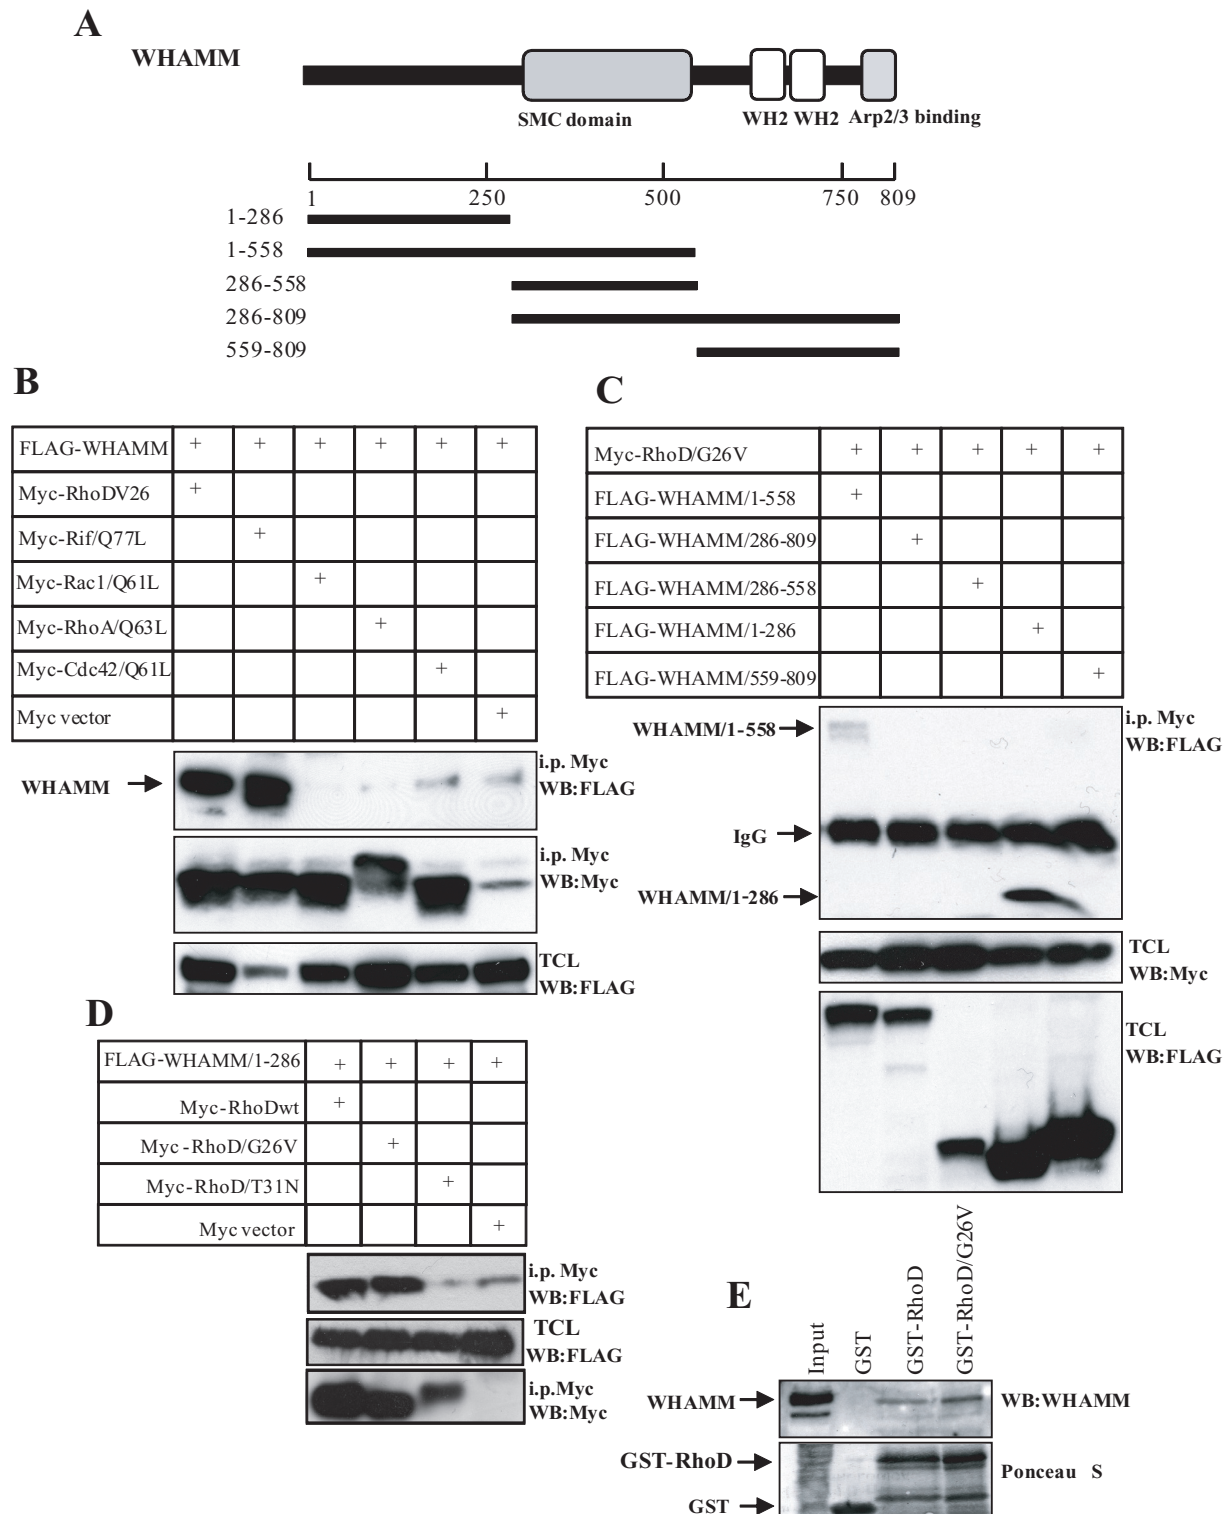 A
WHAMM
SMC domain
WH2 WH2 Arp2/3 binding
1 250 500 750 809
1-286
1-558
286-558
286-809
559-809
B
FLAG-WHAMM + + + + + +
Myc-RhoDV26 +
Myc-Rif/Q77L +
Myc-Rac1/Q61L +
Myc-RhoA/Q63L +
Myc-Cdc42/Q61L +
Myc vector +
WHAMM
i.p. Myc
WB:FLAG
i.p. Myc
WB:Myc
TCL
WB:FLAG
C
Myc-RhoD/G26V + + + + +
FLAG-WHAMM/1-558 +
FLAG-WHAMM/286-809 +
FLAG-WHAMM/286-558 +
FLAG-WHAMM/1-286 +
FLAG-WHAMM/559-809 +
WHAMM/1-558
i.p. Myc
WB:FLAG
IgG
WHAMM/1-286
TCL
WB:Myc
TCL
WB:FLAG
D
FLAG-WHAMM/1-286 + + + +
Myc-RhoDwt +
Myc-RhoD/G26V +
Myc-RhoD/T31N +
Myc vector +
i.p. Myc
WB:FLAG
TCL
WB:FLAG
i.p.Myc
WB:Myc
E
Input
GST
GST-RhoD
GST-RhoD/G26V
WHAMM
WB:WHAMM
GST-RhoD
Ponceau S
GST